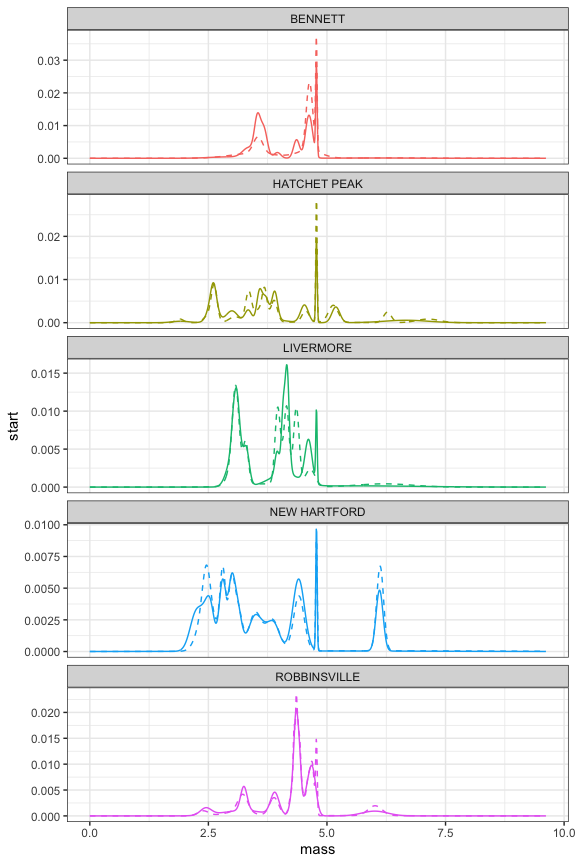 BENNETT
0.03
0.02
0.01
0.00
HATCHET PEAK
0.02
0.01
0.00
LIVERMORE
0.015
0.010
0.005
0.000
start
NEW HARTFORD
0.0100
0.0075
0.0050
0.0025
0.0000
ROBBINSVILLE
0.020
0.015
0.010
0.005
0.000
0.0 2.5 5.0 7.5 10.0
mass